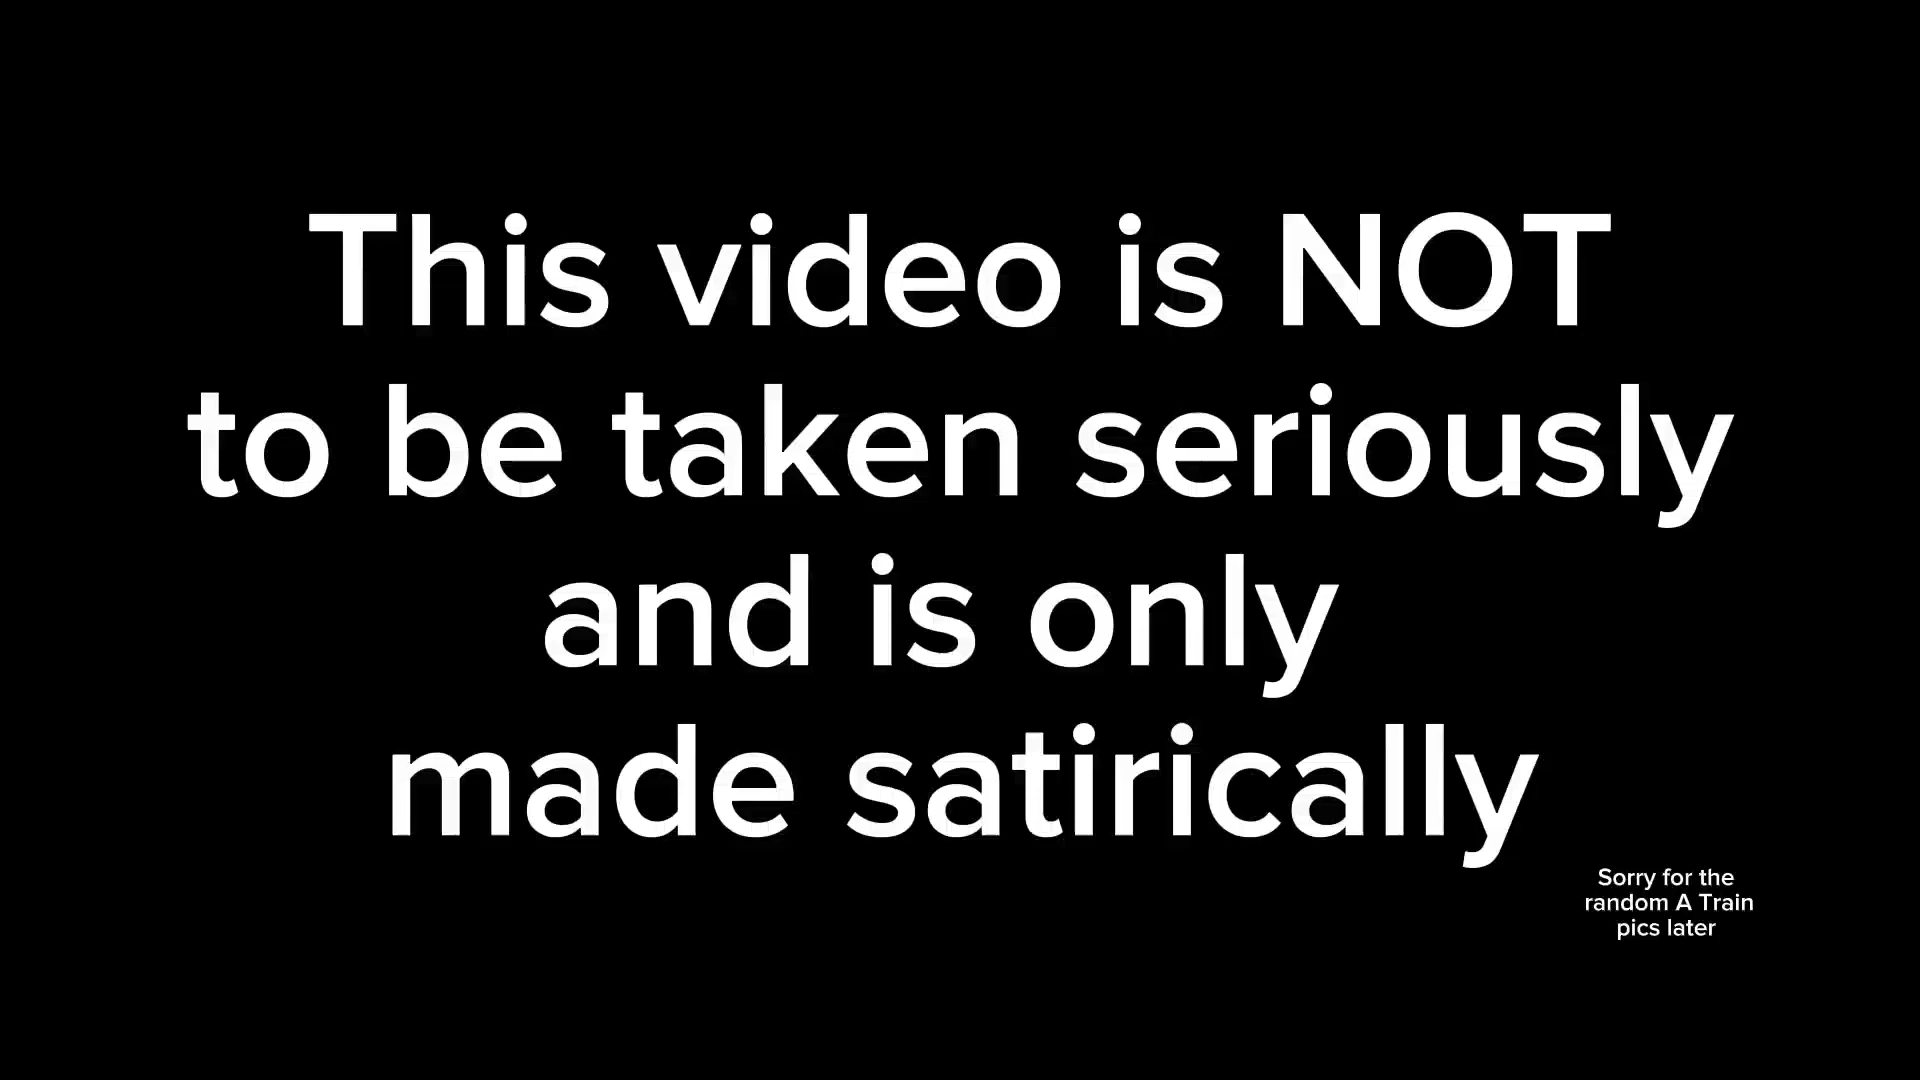 This video is NOT
to be taken seriously
and is only
made satirically
Sorry for the
random A Train
pics later